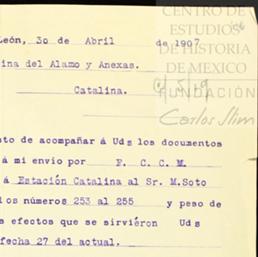 CENTRO DE
ESTUDIOS
DE HISTORIA
DE MEXICO
FUNDACIÓN
Carlos Slim
León, 30 de Abril de 1907
ina del Alamo y Anexas.
Catalina.
sto de acompañar á Uds los documentos
á mi envio por F. C. C. M.
á Estación Catalina al Sr. M.Soto
ios números 253 al 255 y peso de
s efectos que se sirviéron Uds
fecha 27 del actual.